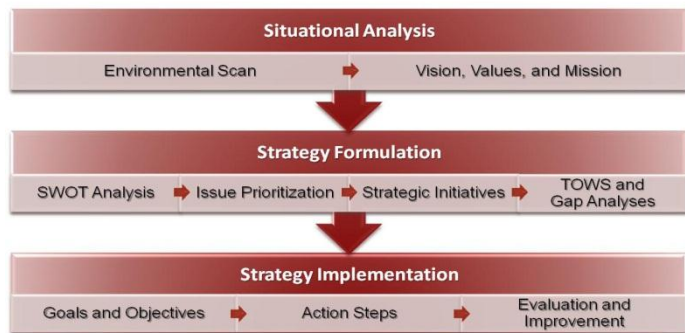 Situational Analysis
Environmental Scan
Vision, Values, and Mission
Strategy Formulation
SWOT Analysis
Issue Prioritization
Strategic Initiatives
TOWS and
Gap Analyses
Strategy Implementation
Goals and Objectives
Action Steps
Evaluation and
Improvement